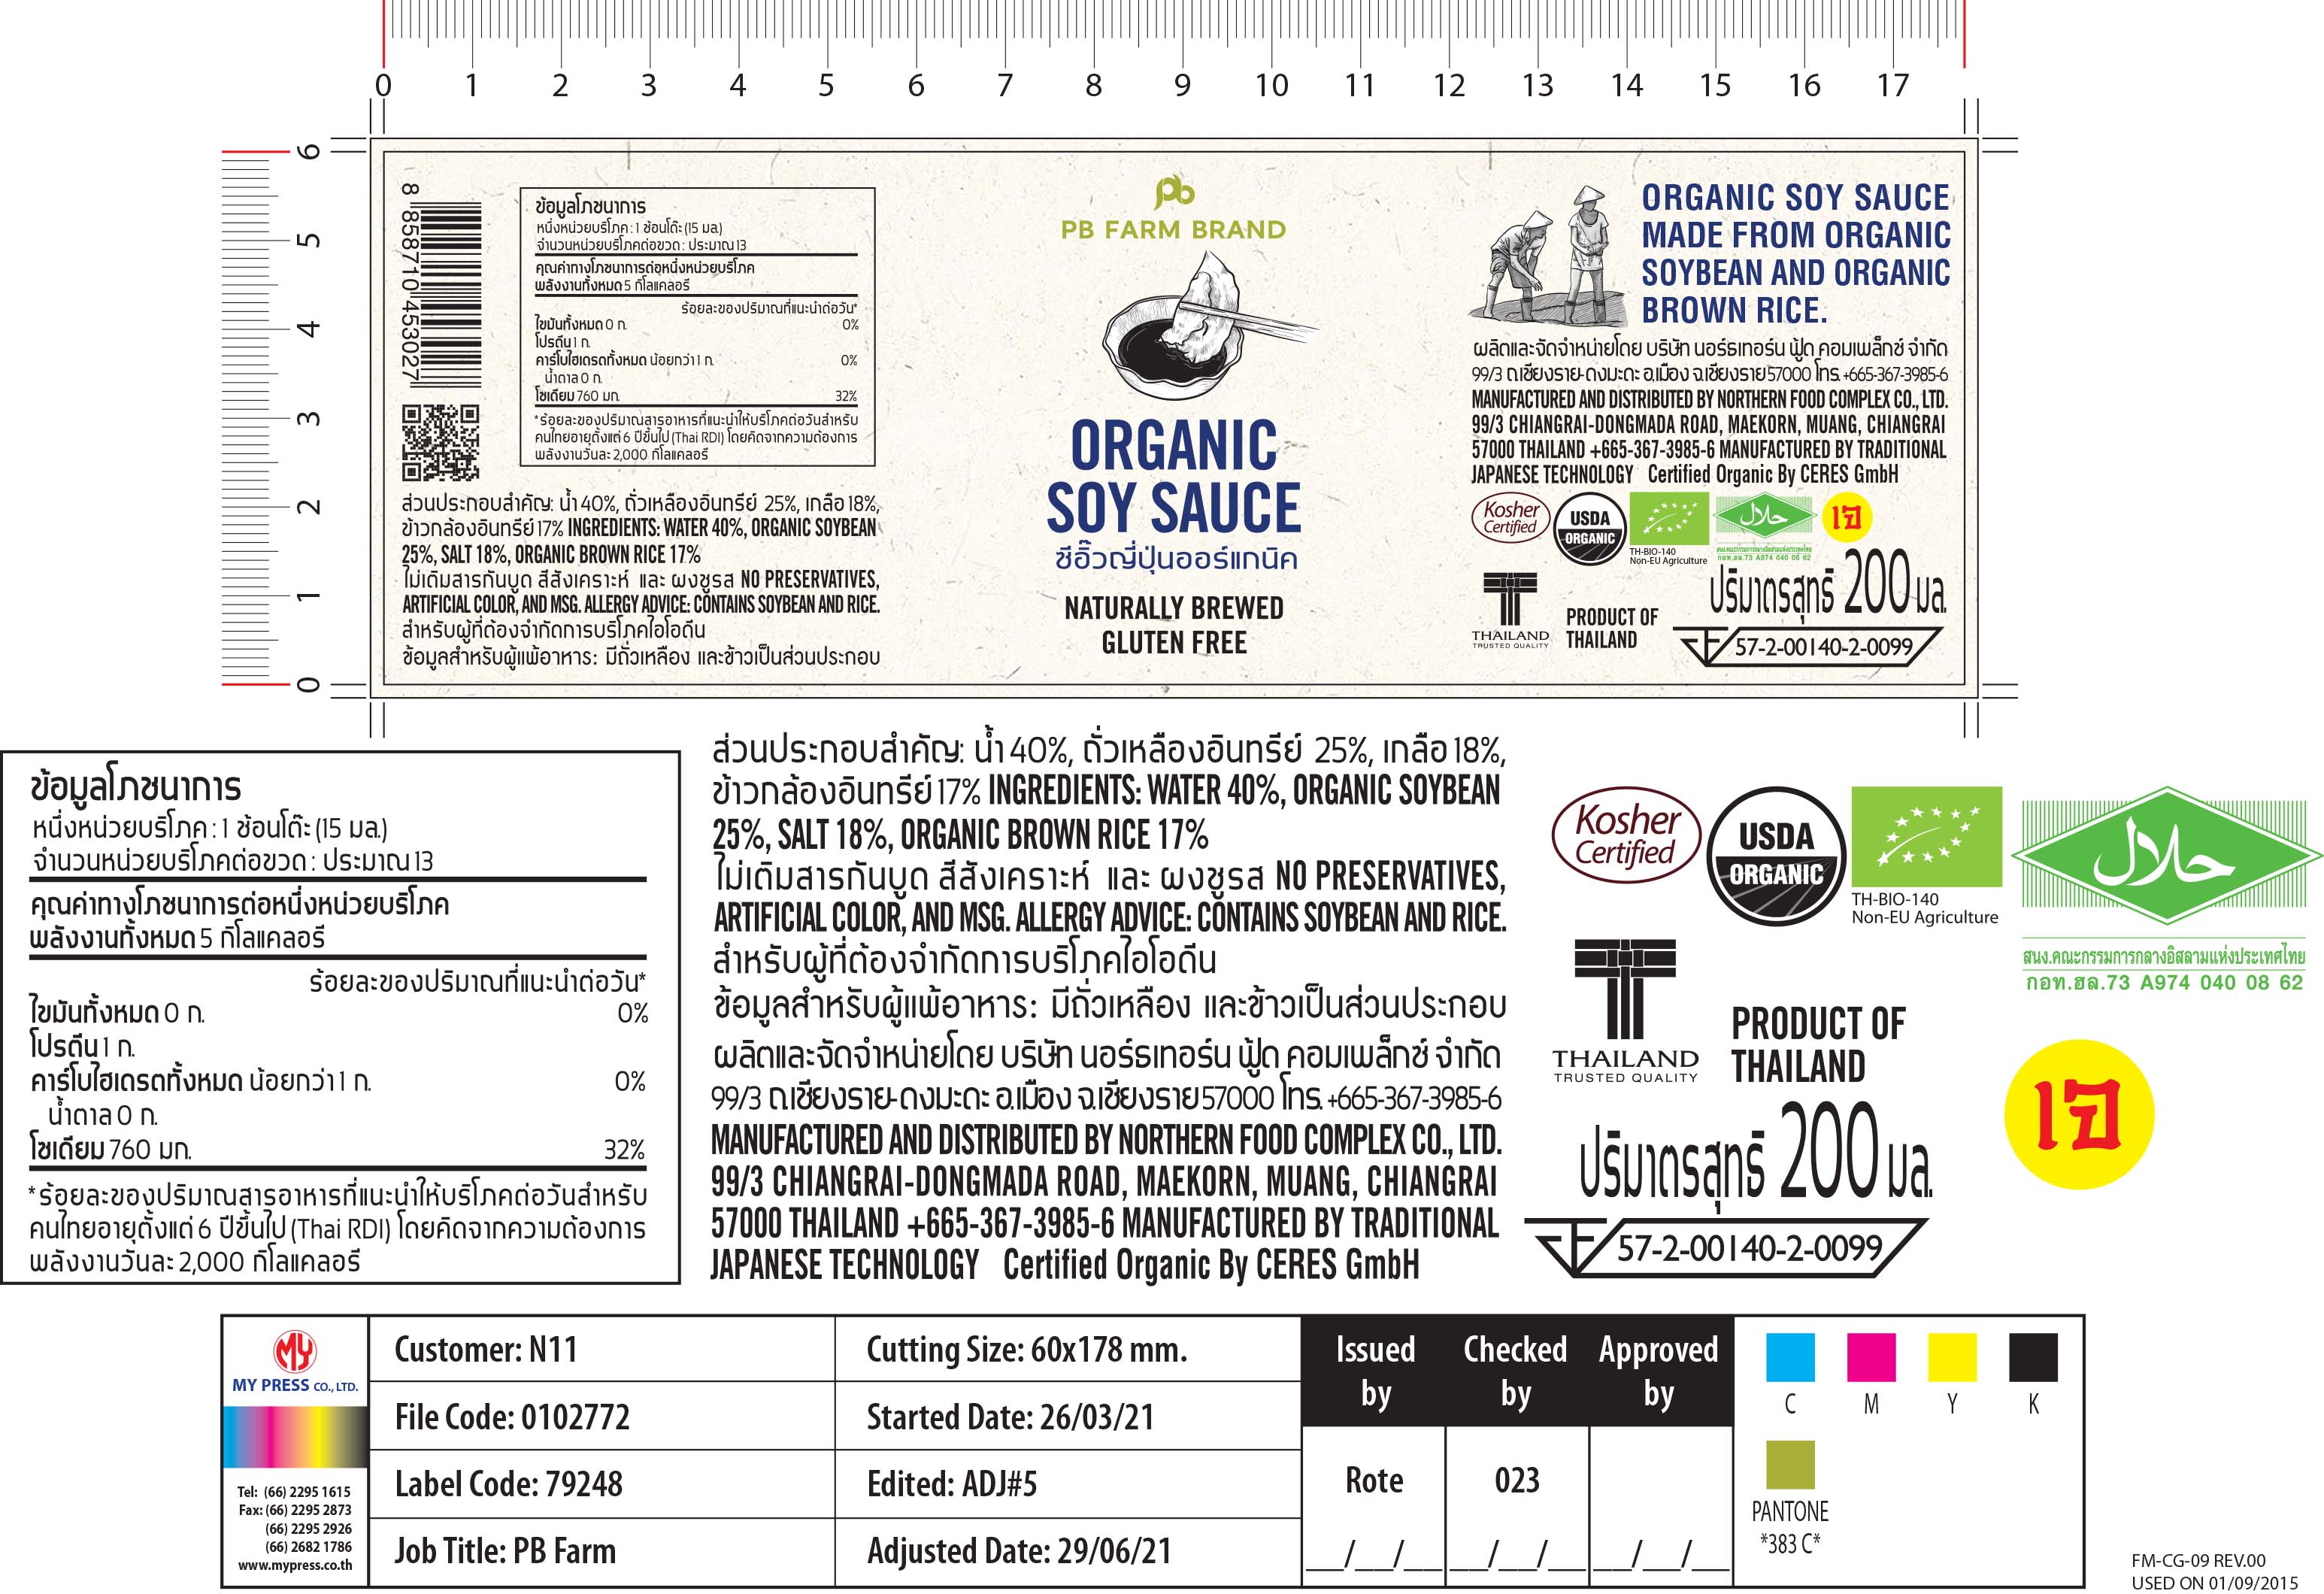 0 1 2 3 4 5 6 7 8 9 10 11 12 13 14 15 16 17
6
5
4
3
2
1
0
8 858710 453027
ข้อมูลโภชนาการ
หนึ่งหน่วยบริโภค : 1 ช้อนโต๊ะ (15 มล.)
จำนวนหน่วยบริโภคต่อขวด : ประมาณ 13
คุณค่าทางโภชนาการต่อหนึ่งหน่วยบริโภค
พลังงานทั้งหมด 5 กิโลแคลอรี
ร้อยละของปริมาณที่แนะนำต่อวัน*
ไขมันทั้งหมด 0 ก. 0%
โปรตีน 1 ก.
คาร์โบไฮเดรตทั้งหมด น้อยกว่า 1 ก. 0%
น้ำตาล 0 ก.
โซเดียม 760 มก. 32%
* ร้อยละของปริมาณสารอาหารที่แนะนำให้บริโภคต่อวันสำหรับ
คนไทยอายุตั้งแต่ 6 ปีขึ้นไป (Thai RDI) โดยคิดจากความต้องการ
พลังงานวันละ 2,000 กิโลแคลอรี
ส่วนประกอบสำคัญ: น้ำ 40%, ถั่วเหลืองอินทรีย์ 25%, เกลือ 18%,
ข้าวกล้องอินทรีย์ 17% INGREDIENTS: WATER 40%, ORGANIC SOYBEAN
25%, SALT 18%, ORGANIC BROWN RICE 17%
ไม่เติมสารกันบูด สีสังเคราะห์ และ ผงชูรส NO PRESERVATIVES,
ARTIFICIAL COLOR, AND MSG. ALLERGY ADVICE: CONTAINS SOYBEAN AND RICE.
สำหรับผู้ที่ต้องจำกัดการบริโภคไอโอดีน
ข้อมูลสำหรับผู้แพ้อาหาร: มีถั่วเหลือง และข้าวเป็นส่วนประกอบ
pb
PB FARM BRAND
ORGANIC
SOY SAUCE
ซีอิ๊วญี่ปุ่นออร์แกนิค
NATURALLY BREWED
GLUTEN FREE
ORGANIC SOY SAUCE
MADE FROM ORGANIC
SOYBEAN AND ORGANIC
BROWN RICE.
ผลิตและจัดจำหน่ายโดย บริษัท นอร์ธเทอร์น ฟู้ด คอมเพล็กซ์ จำกัด
99/3 ถ.เชียงราย-ดงมะดะ อ.เมือง จ.เชียงราย 57000 โทร. +665-367-3985-6
MANUFACTURED AND DISTRIBUTED BY NORTHERN FOOD COMPLEX CO., LTD.
99/3 CHIANGRAI-DONGMADA ROAD, MAEKORN, MUANG, CHIANGRAI
57000 THAILAND +665-367-3985-6 MANUFACTURED BY TRADITIONAL
JAPANESE TECHNOLOGY Certified Organic By CERES GmbH
Kosher
Certified
USDA
ORGANIC
TH-BIO-140
Non-EU Agriculture
حلال
สนง.คณะกรรมการกลางอิสลามแห่งประเทศไทย
กอท.ฮล.73 A974 040 08 62
เจ
THAILAND
TRUSTED QUALITY
PRODUCT OF
THAILAND
ปริมาตรสุทธิ 200 มล.
57-2-00140-2-0099
ข้อมูลโภชนาการ
หนึ่งหน่วยบริโภค : 1 ช้อนโต๊ะ (15 มล.)
จำนวนหน่วยบริโภคต่อขวด : ประมาณ 13
คุณค่าทางโภชนาการต่อหนึ่งหน่วยบริโภค
พลังงานทั้งหมด 5 กิโลแคลอรี
ร้อยละของปริมาณที่แนะนำต่อวัน*
ไขมันทั้งหมด 0 ก. 0%
โปรตีน 1 ก.
คาร์โบไฮเดรตทั้งหมด น้อยกว่า 1 ก. 0%
น้ำตาล 0 ก.
โซเดียม 760 มก. 32%
* ร้อยละของปริมาณสารอาหารที่แนะนำให้บริโภคต่อวันสำหรับ
คนไทยอายุตั้งแต่ 6 ปีขึ้นไป (Thai RDI) โดยคิดจากความต้องการ
พลังงานวันละ 2,000 กิโลแคลอรี
ส่วนประกอบสำคัญ: น้ำ 40%, ถั่วเหลืองอินทรีย์ 25%, เกลือ 18%,
ข้าวกล้องอินทรีย์ 17% INGREDIENTS: WATER 40%, ORGANIC SOYBEAN
25%, SALT 18%, ORGANIC BROWN RICE 17%
ไม่เติมสารกันบูด สีสังเคราะห์ และ ผงชูรส NO PRESERVATIVES,
ARTIFICIAL COLOR, AND MSG. ALLERGY ADVICE: CONTAINS SOYBEAN AND RICE.
สำหรับผู้ที่ต้องจำกัดการบริโภคไอโอดีน
ข้อมูลสำหรับผู้แพ้อาหาร: มีถั่วเหลือง และข้าวเป็นส่วนประกอบ
ผลิตและจัดจำหน่ายโดย บริษัท นอร์ธเทอร์น ฟู้ด คอมเพล็กซ์ จำกัด
99/3 ถ.เชียงราย-ดงมะดะ อ.เมือง จ.เชียงราย 57000 โทร. +665-367-3985-6
MANUFACTURED AND DISTRIBUTED BY NORTHERN FOOD COMPLEX CO., LTD.
99/3 CHIANGRAI-DONGMADA ROAD, MAEKORN, MUANG, CHIANGRAI
57000 THAILAND +665-367-3985-6 MANUFACTURED BY TRADITIONAL
JAPANESE TECHNOLOGY Certified Organic By CERES GmbH
Kosher
Certified
USDA
ORGANIC
TH-BIO-140
Non-EU Agriculture
حلال
สนง.คณะกรรมการกลางอิสลามแห่งประเทศไทย
กอท.ฮล.73 A974 040 08 62
THAILAND
TRUSTED QUALITY
PRODUCT OF
THAILAND
เจ
ปริมาตรสุทธิ 200 มล.
57-2-00140-2-0099
MY
MY PRESS CO., LTD.
Tel: (66) 2295 1615
Fax: (66) 2295 2873
(66) 2295 2926
(66) 2682 1786
www.mypress.co.th
Customer: N11
File Code: 0102772
Label Code: 79248
Job Title: PB Farm
Cutting Size: 60x178 mm.
Started Date: 26/03/21
Edited: ADJ#5
Adjusted Date: 29/06/21
Issued by
Checked by
Approved by
Rote
023
__/__/__ __/__/__ __/__/__
C M Y K
PANTONE
*383 C*
FM-CG-09 REV.00
USED ON 01/09/2015